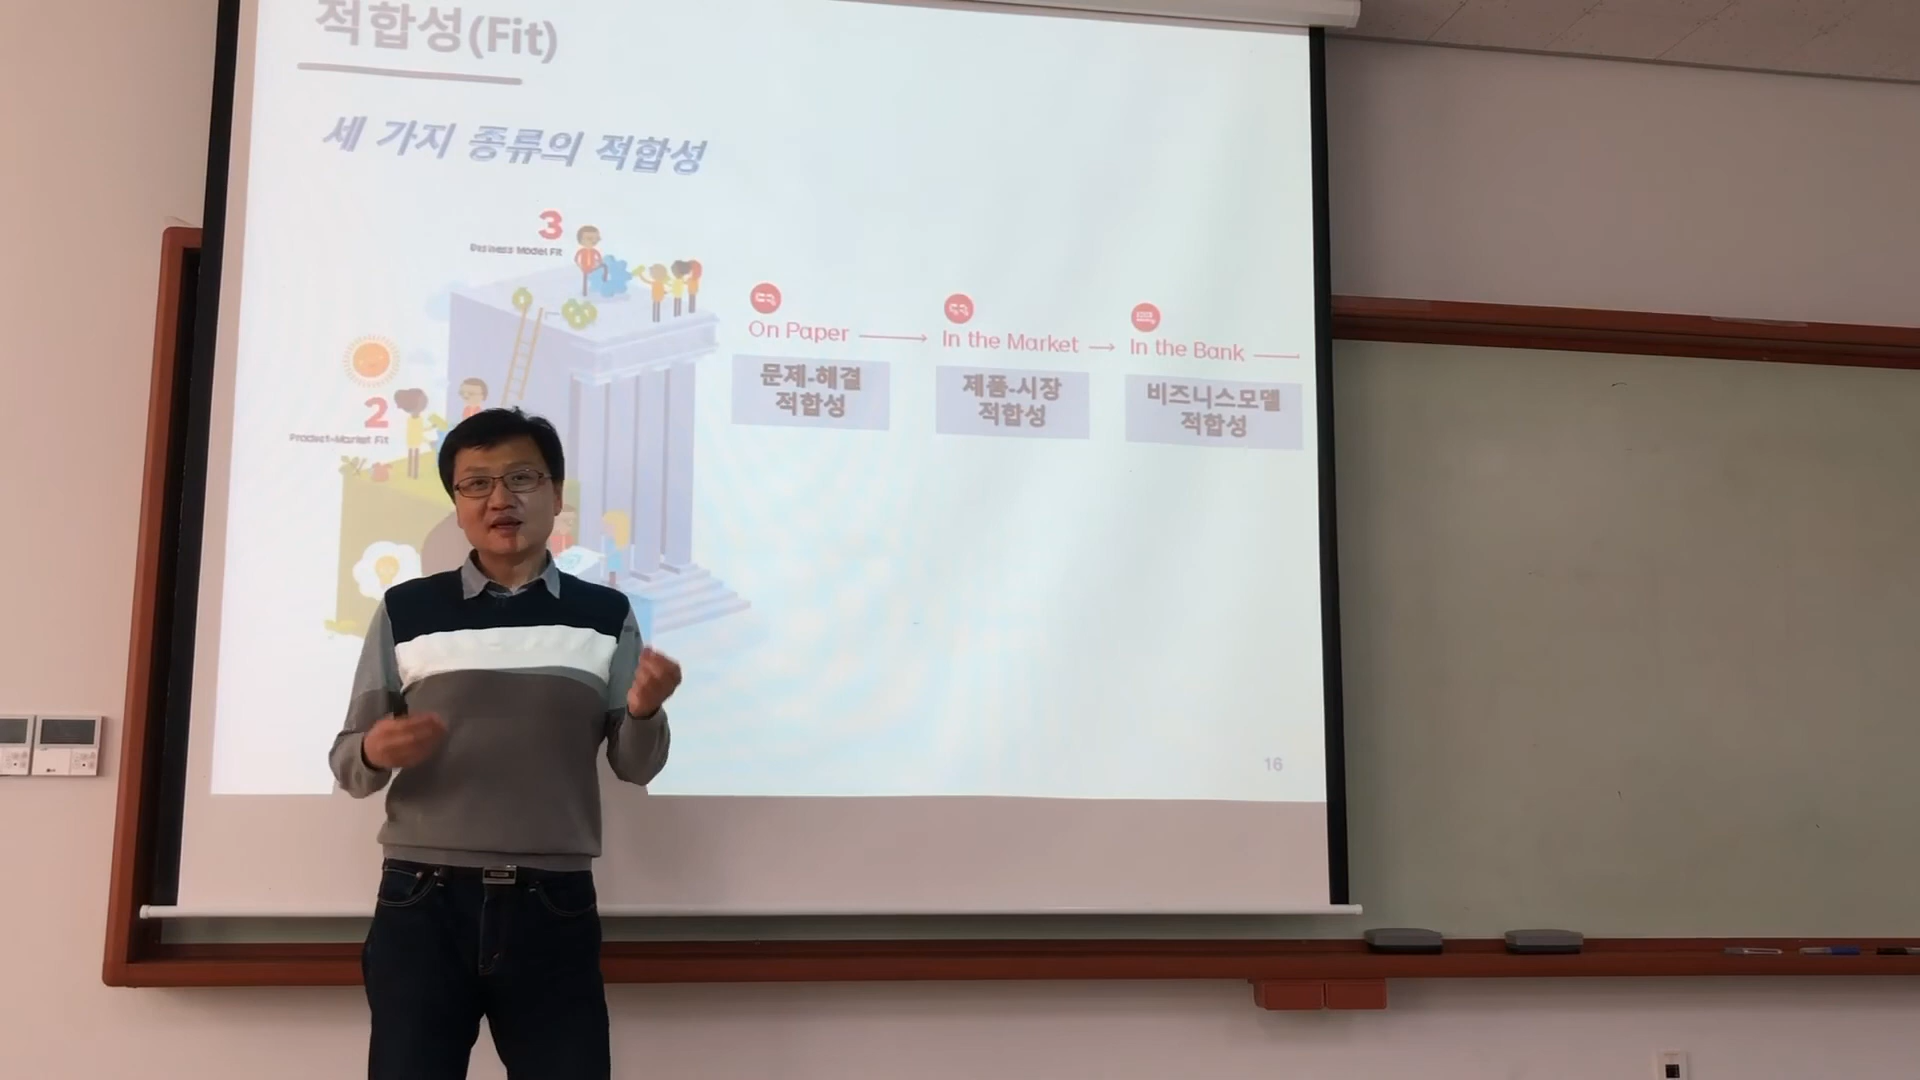 적합성(Fit)
세 가지 종류의 적합성
3
Business Model Fit
2
Product-Market Fit
On Paper
In the Market
In the Bank
문제-해결
적합성
제품-시장
적합성
비즈니스모델
적합성
16